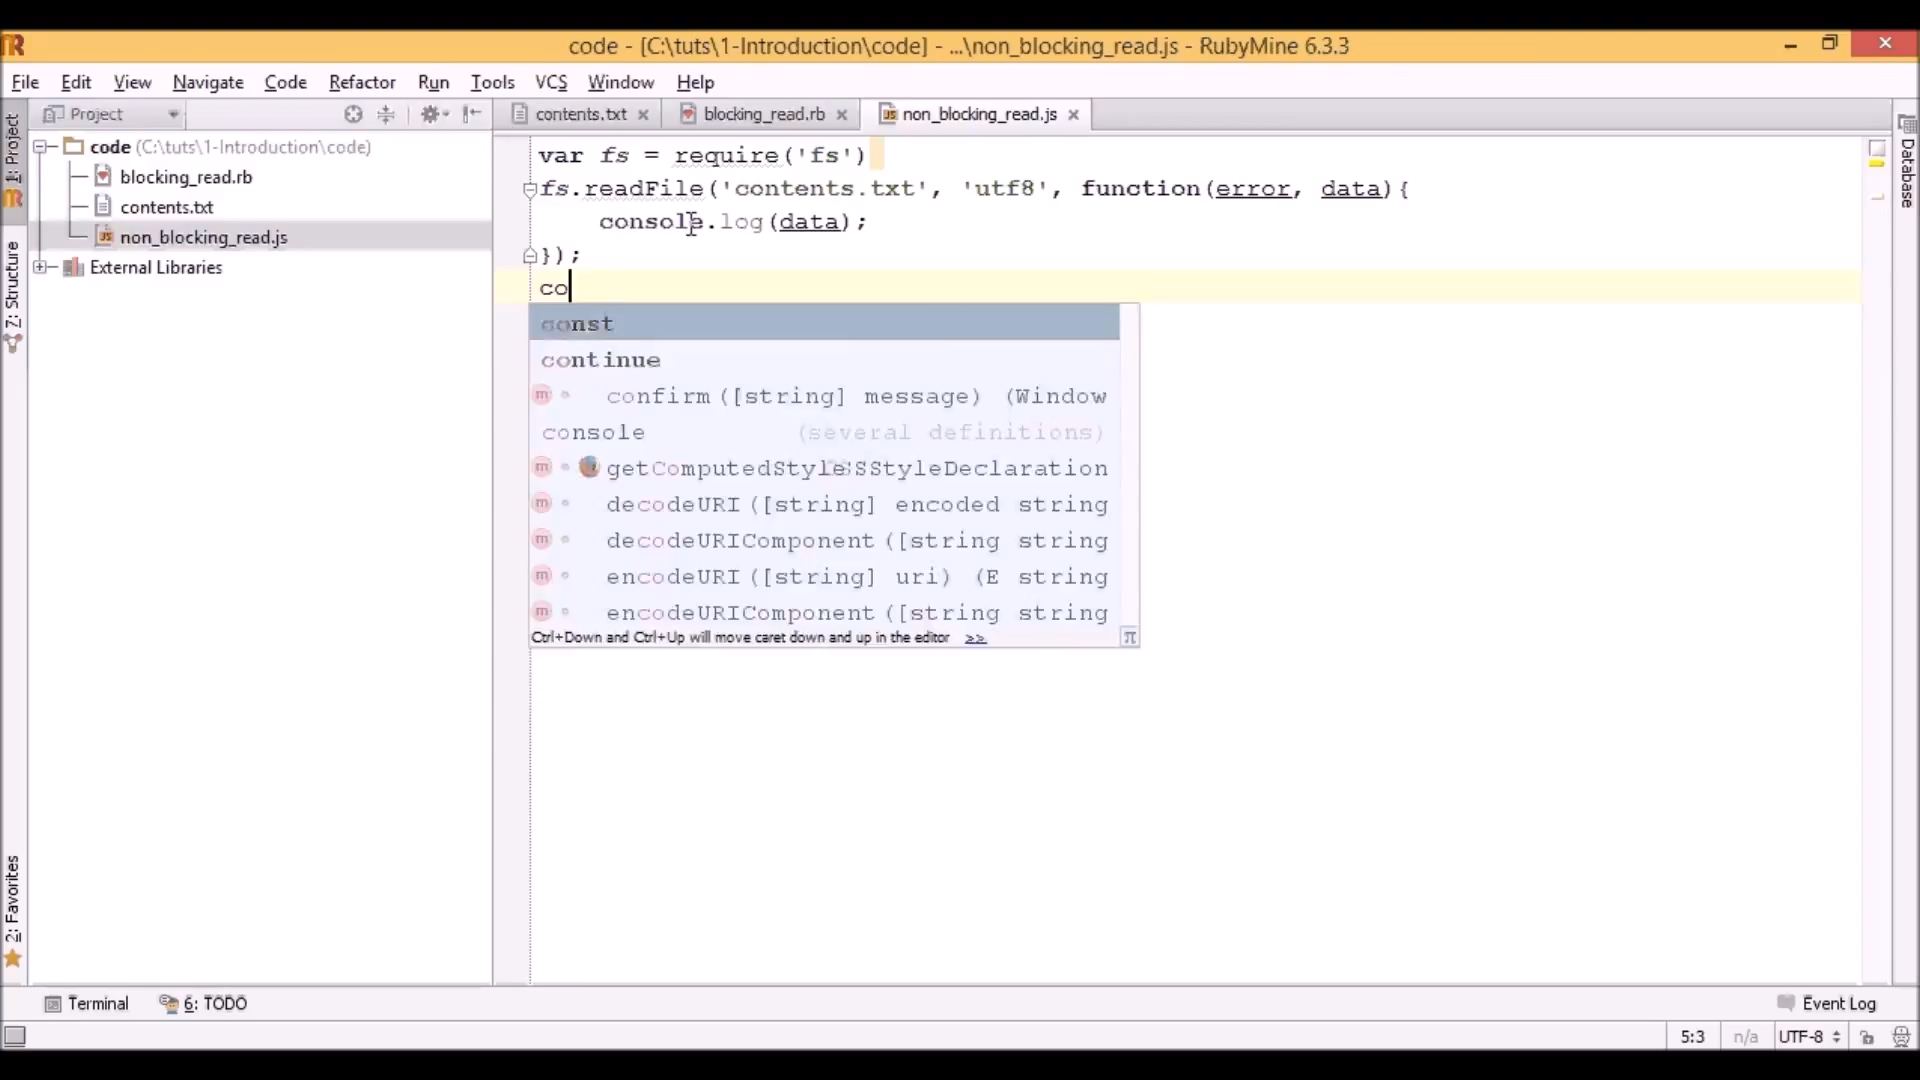 code - [C:\tuts\1-Introduction\code] - ...\non_blocking_read.js - RubyMine 6.3.3
File Edit View Navigate Code Refactor Run Tools VCS Window Help
Project
contents.txt
blocking_read.rb
non_blocking_read.js
1: Project
Z: Structure
2: Favorites
code (C:\tuts\1-Introduction\code)
blocking_read.rb
contents.txt
non_blocking_read.js
External Libraries
var fs = require('fs')
fs.readFile('contents.txt', 'utf8', function(error, data){
console.log(data);
});
co
const
continue
m confirm([string] message) (Window
console (several definitions)
m getComputedStyle SStyleDeclaration
m decodeURI([string] encoded string
m decodeURIComponent([string string
m encodeURI([string] uri) (E string
m encodeURIComponent([string string
Ctrl+Down and Ctrl+Up will move caret down and up in the editor >>
π
Database
Terminal
6: TODO
Event Log
5:3 n/a UTF-8